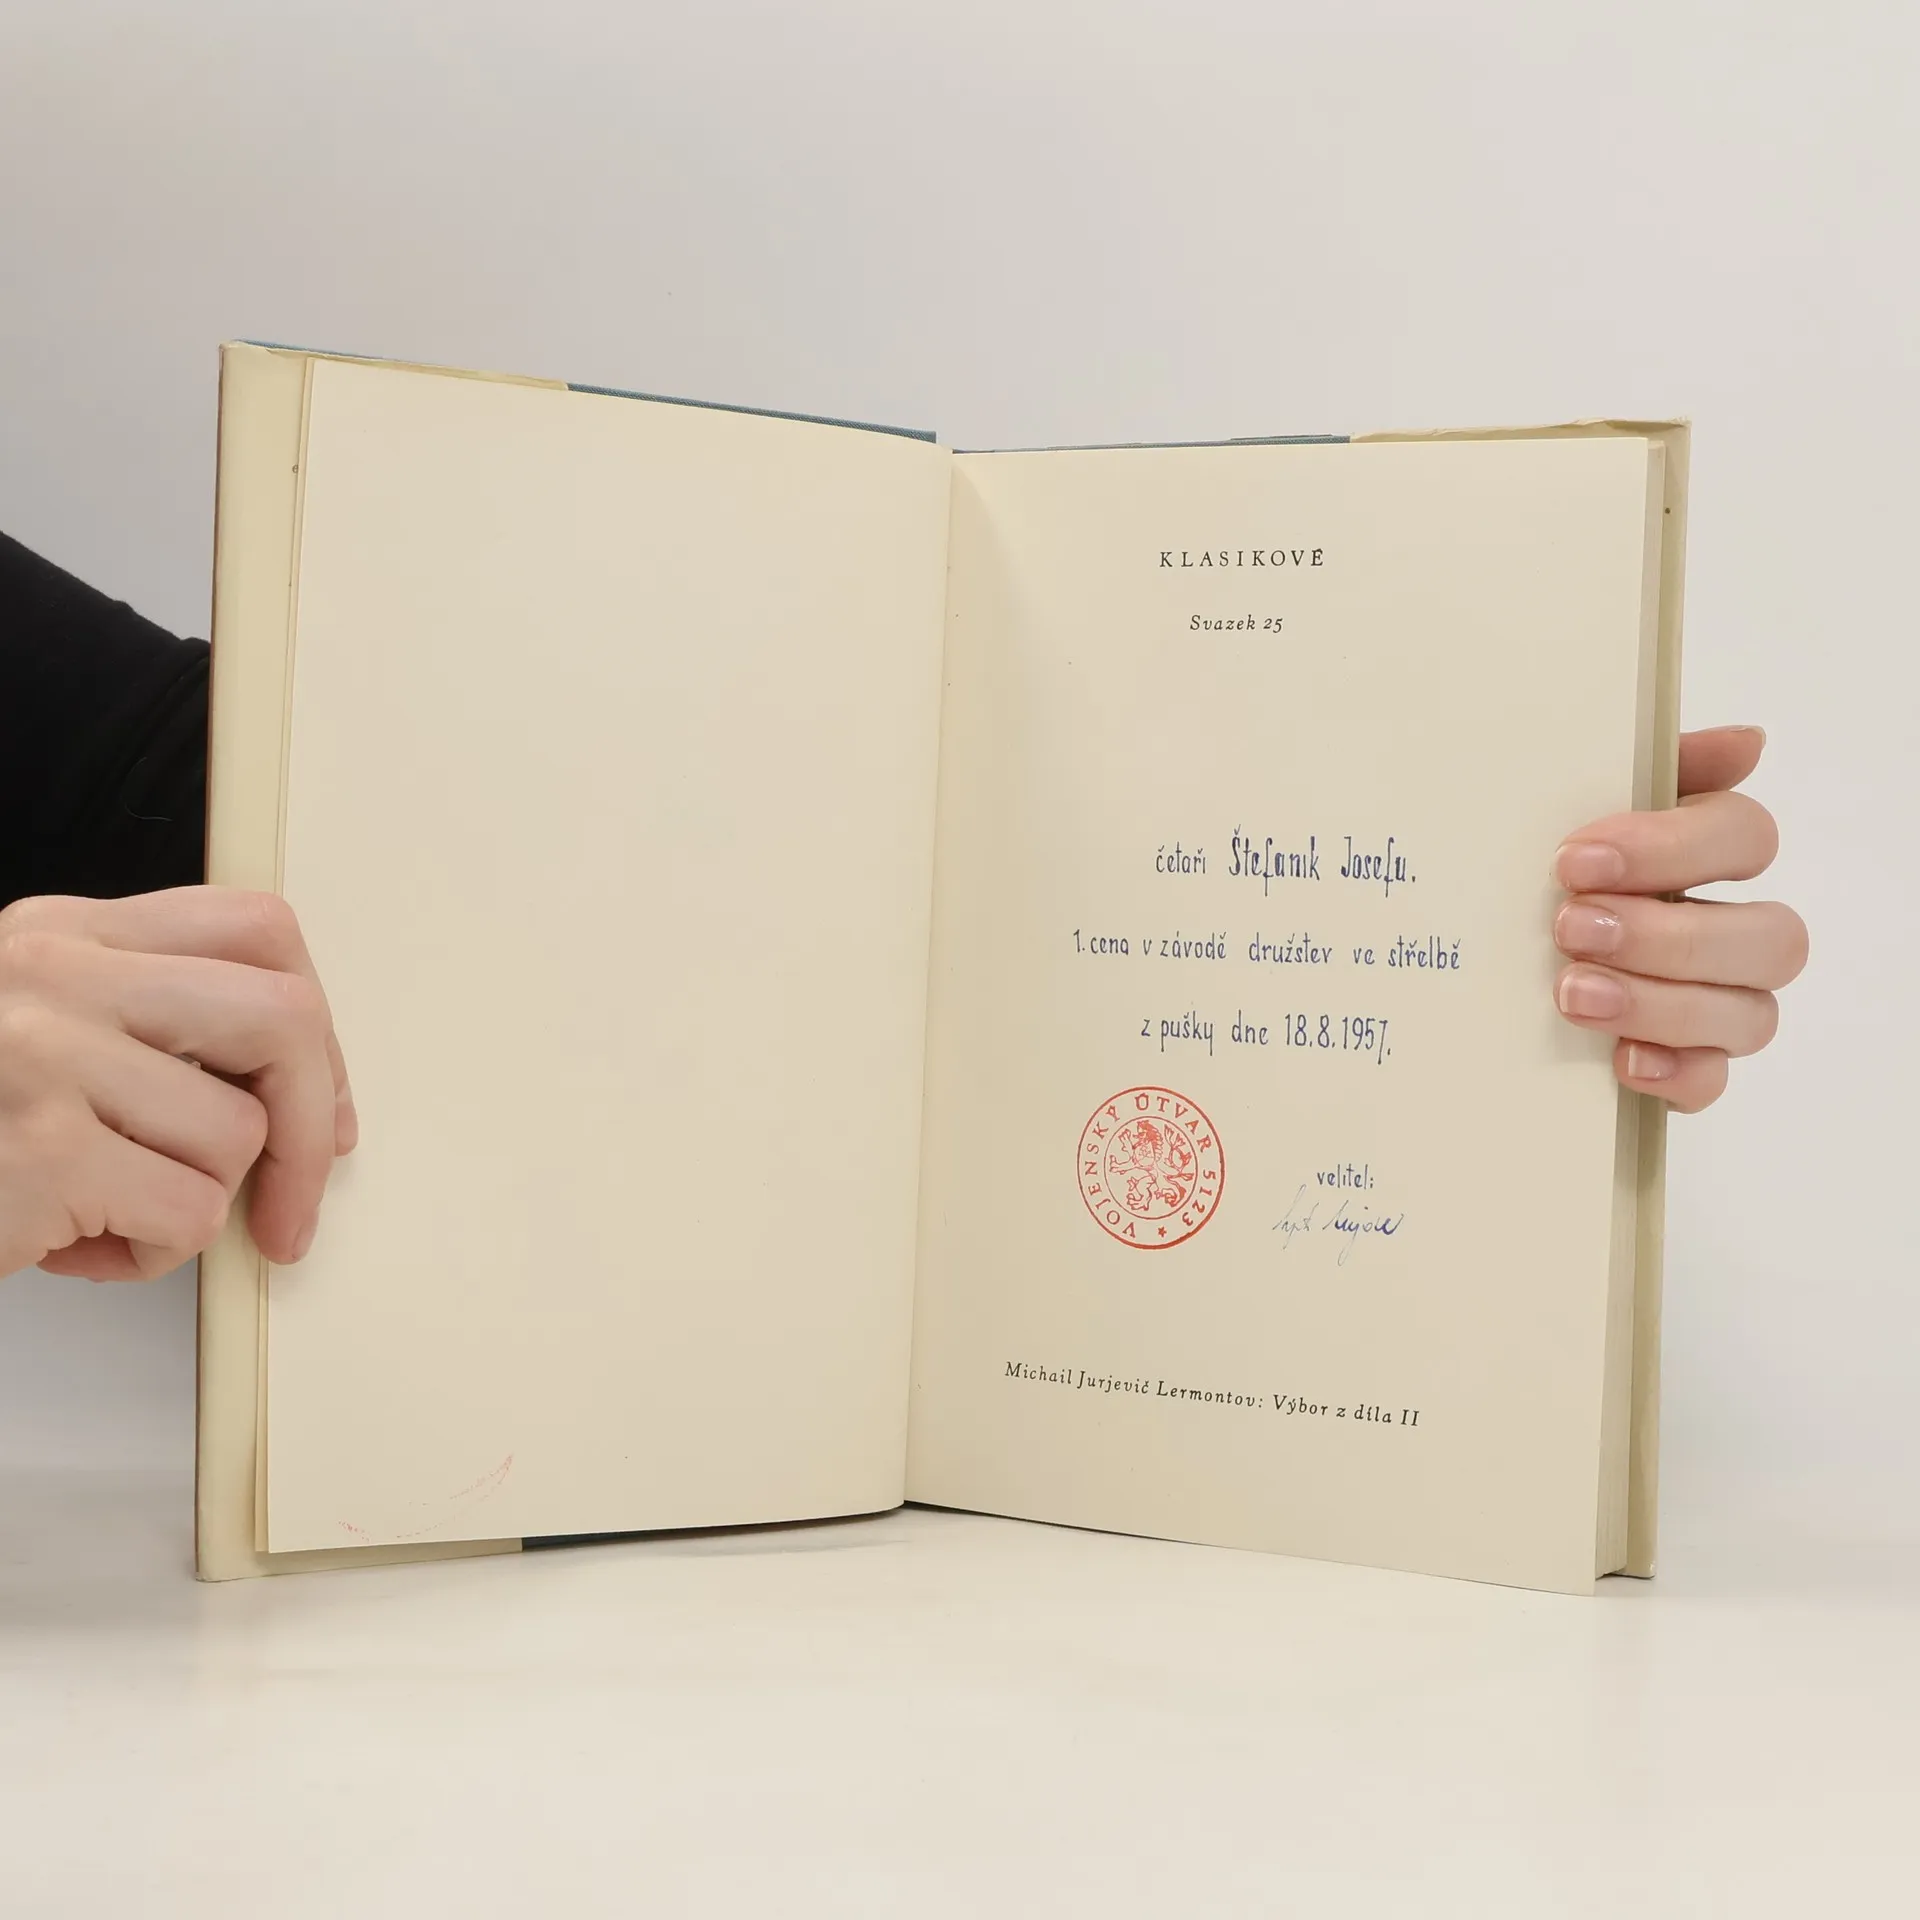 KLASIKOVÉ
Svazek 25
četaři Štefaník Josefu.
1. cena v závodě družstev ve střelbě
z pušky dne 18.8.1957.
VOJENSKÝ ÚTVAR 5123
velitel:
Michail Jurjevič Lermontov: Výbor z díla II